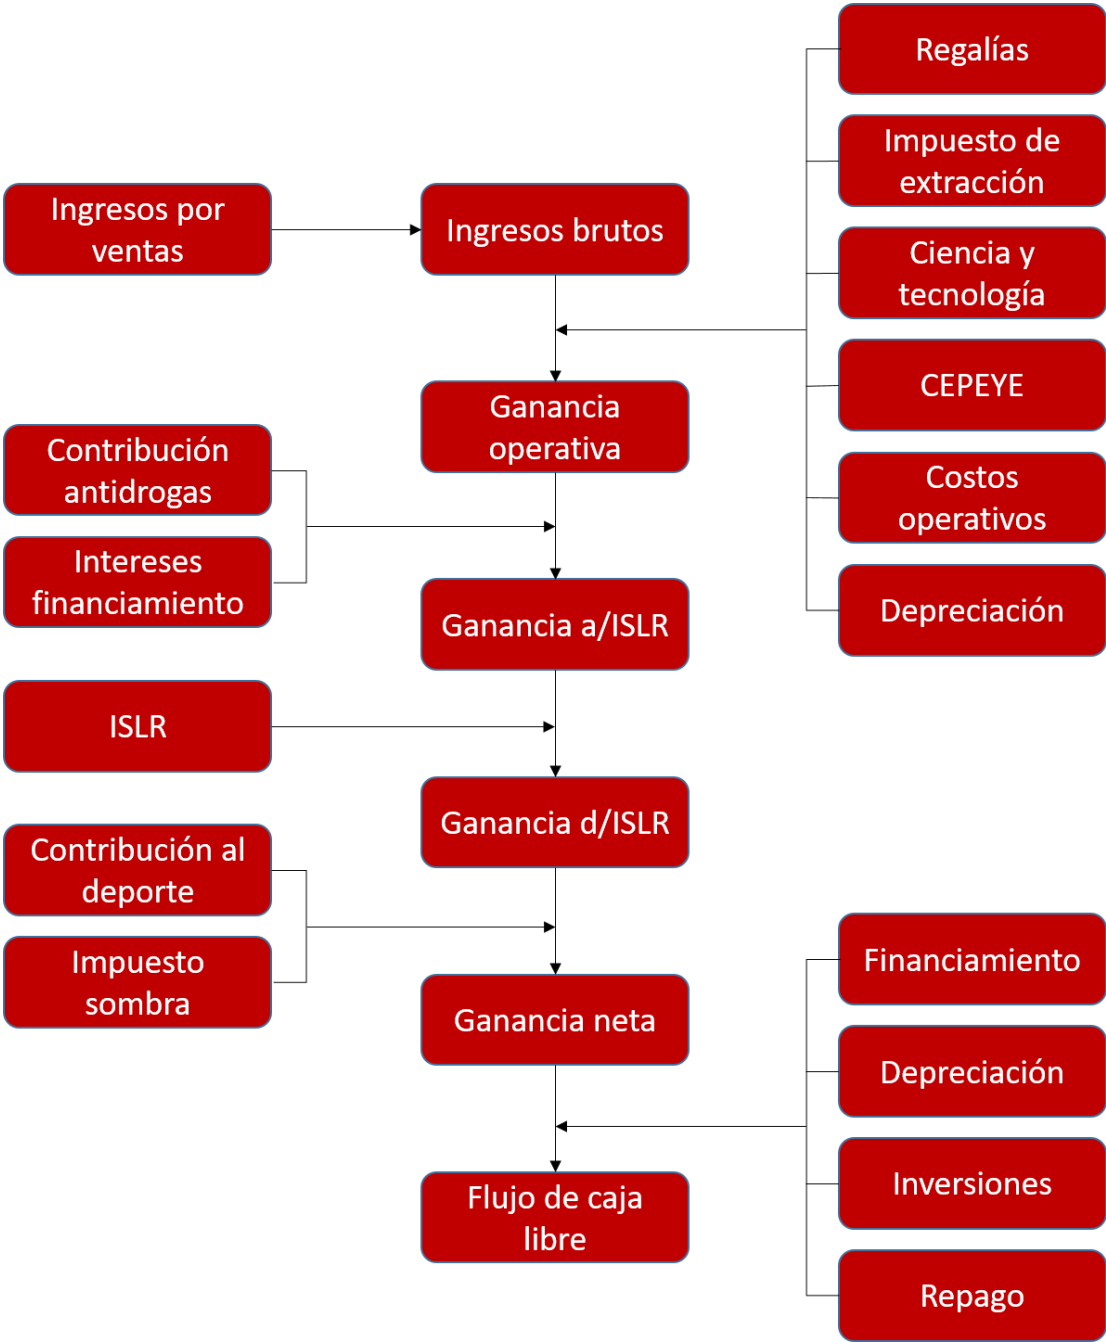 Regalías
Impuesto de
extracción
Ingresos por
ventas
Ingresos brutos
Ciencia y
tecnología
CEPEYE
Ganancia
operativa
Contribución
antidrogas
Costos
operativos
Intereses
financiamiento
Depreciación
Ganancia a/ISLR
ISLR
Ganancia d/ISLR
Contribución al
deporte
Impuesto
sombra
Financiamiento
Ganancia neta
Depreciación
Inversiones
Flujo de caja
libre
Repago